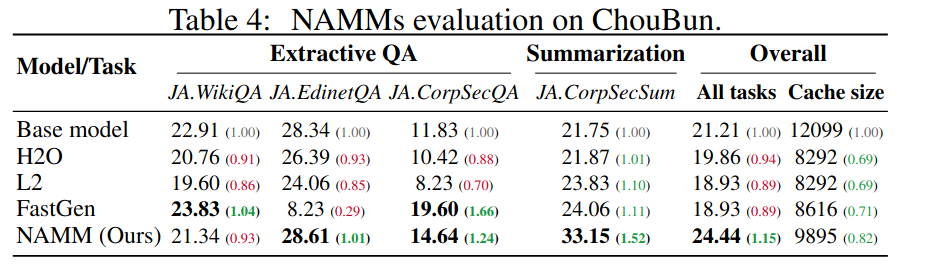 Table 4: NAMMs evaluation on ChouBun.
Model/Task Extractive QA Summarization Overall
JA.WikiQA JA.EdinetQA JA.CorpSecQA JA.CorpSecSum All tasks Cache size
Base model 22.91 (1.00) 28.34 (1.00) 11.83 (1.00) 21.75 (1.00) 21.21 (1.00) 12099 (1.00)
H2O 20.76 (0.91) 26.39 (0.93) 10.42 (0.88) 21.87 (1.01) 19.86 (0.94) 8292 (0.69)
L2 19.60 (0.86) 24.06 (0.85) 8.23 (0.70) 23.83 (1.10) 18.93 (0.89) 8292 (0.69)
FastGen 23.83 (1.04) 8.23 (0.29) 19.60 (1.66) 24.06 (1.11) 18.93 (0.89) 8616 (0.71)
NAMM (Ours) 21.34 (0.93) 28.61 (1.01) 14.64 (1.24) 33.15 (1.52) 24.44 (1.15) 9895 (0.82)